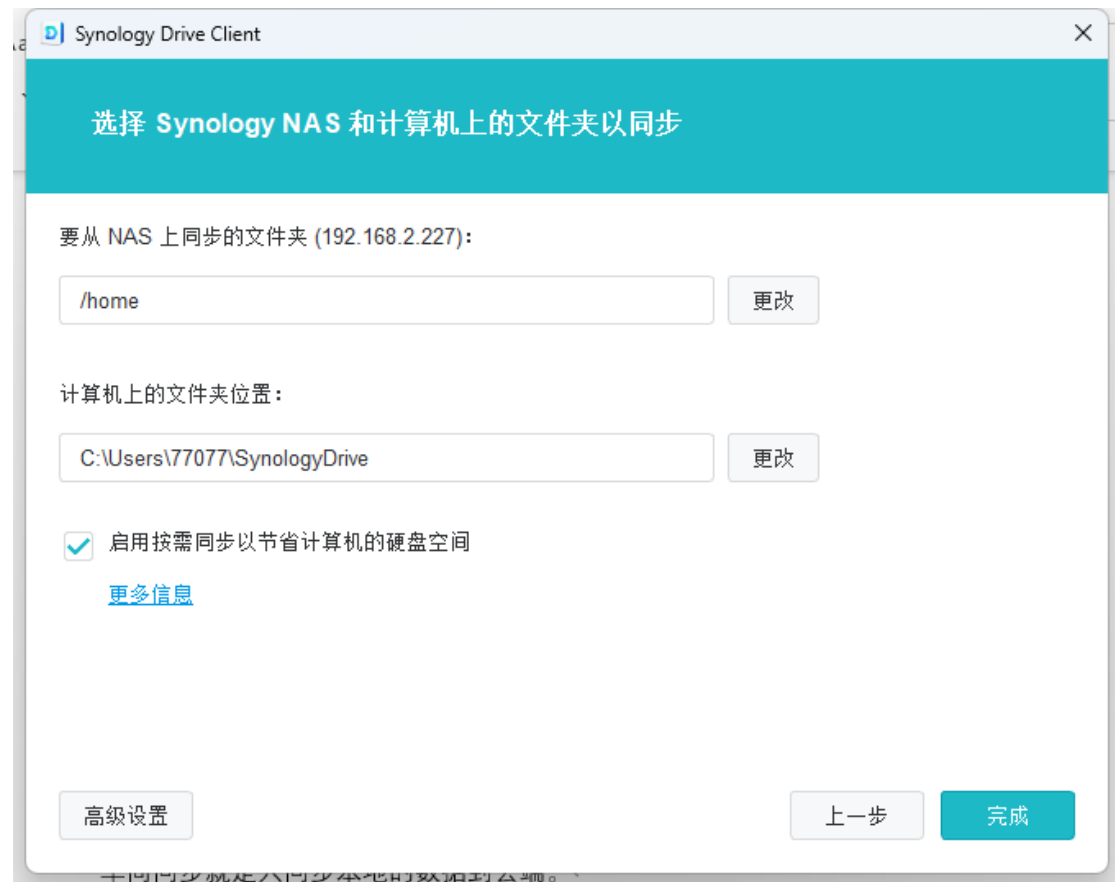 Synology Drive Client
选择 Synology NAS 和计算机上的文件夹以同步
要从 NAS 上同步的文件夹 (192.168.2.227):
/home
更改
计算机上的文件夹位置:
C:\Users\77077\SynologyDrive
更改
启用按需同步以节省计算机的硬盘空间
更多信息
高级设置
上一步
完成